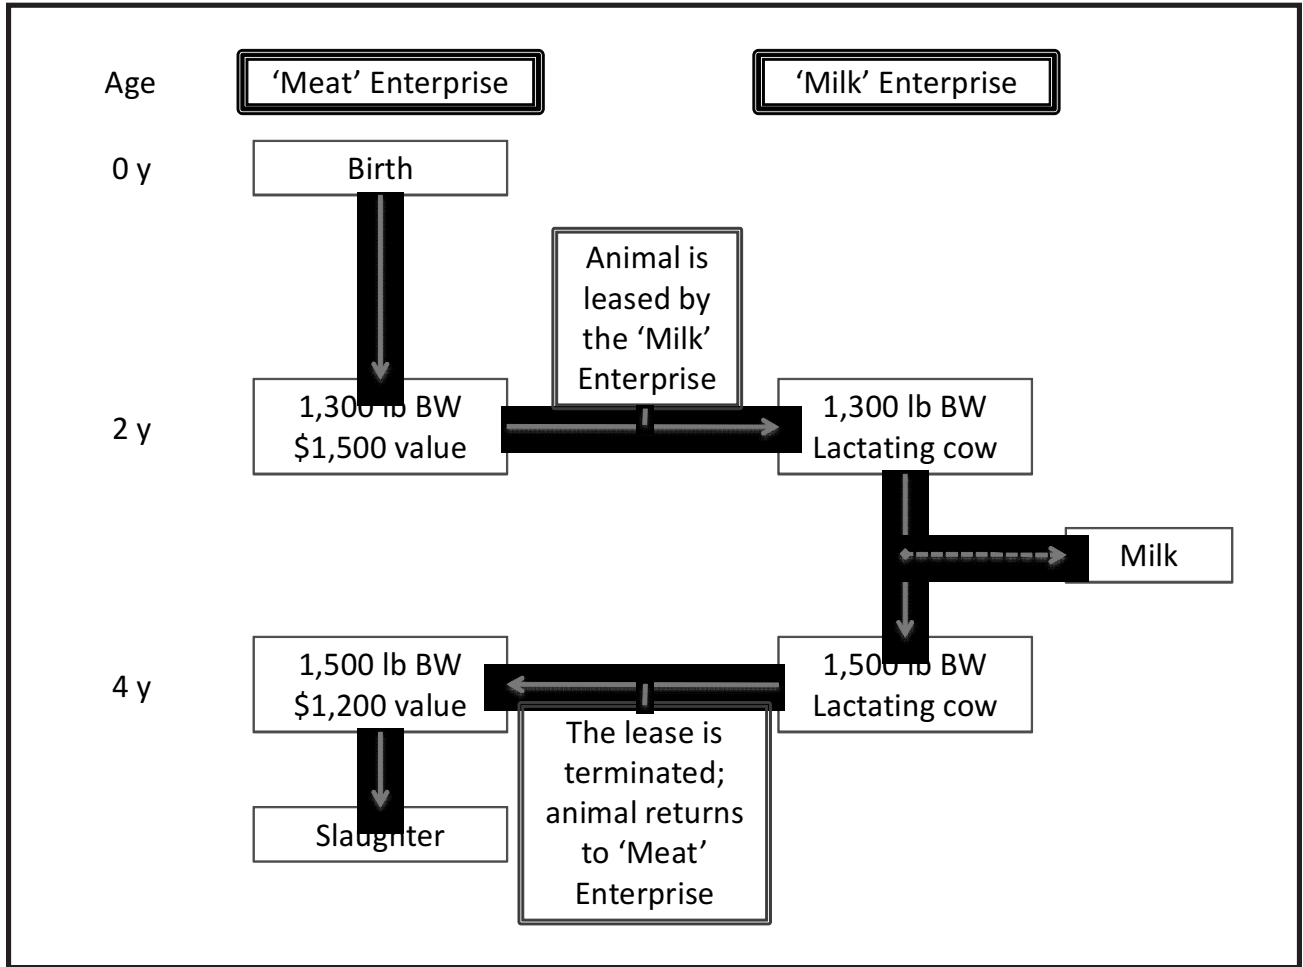 Age
‘Meat’ Enterprise
‘Milk’ Enterprise
0 y
Birth
Animal is
leased by
the ‘Milk’
Enterprise
2 y
1,300 lb BW
$1,500 value
1,300 lb BW
Lactating cow
Milk
4 y
1,500 lb BW
$1,200 value
1,500 lb BW
Lactating cow
The lease is
terminated;
animal returns
to ‘Meat’
Enterprise
Slaughter